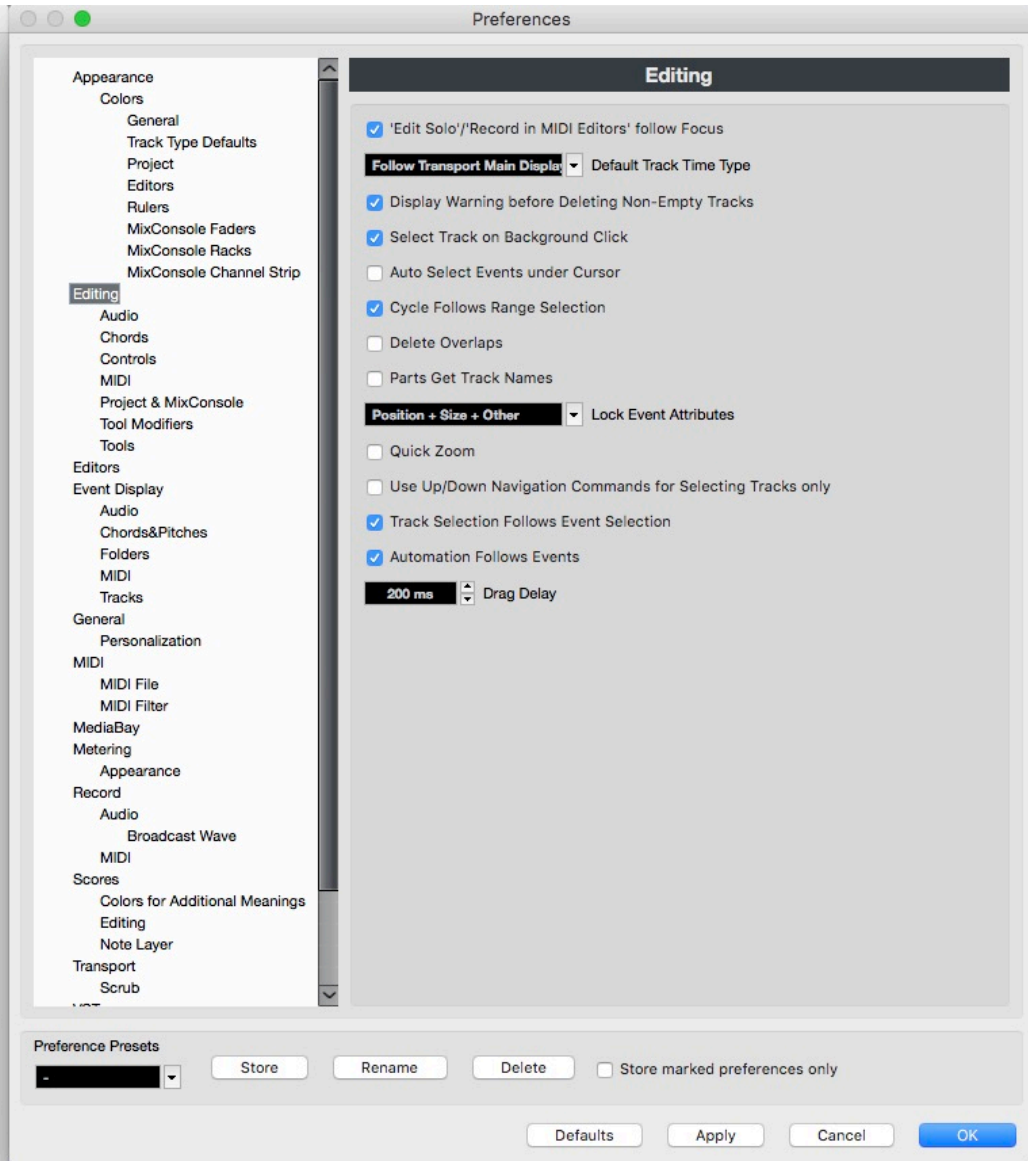 Preferences
Appearance
Colors
General
Track Type Defaults
Project
Editors
Rulers
MixConsole Faders
MixConsole Racks
MixConsole Channel Strip
Editing
Audio
Chords
Controls
MIDI
Project & MixConsole
Tool Modifiers
Tools
Editors
Event Display
Audio
Chords&Pitches
Folders
MIDI
Tracks
General
Personalization
MIDI
MIDI File
MIDI Filter
MediaBay
Metering
Appearance
Record
Audio
Broadcast Wave
MIDI
Scores
Colors for Additional Meanings
Editing
Note Layer
Transport
Scrub
Editing
'Edit Solo'/'Record in MIDI Editors' follow Focus
Follow Transport Main Display Default Track Time Type
Display Warning before Deleting Non-Empty Tracks
Select Track on Background Click
Auto Select Events under Cursor
Cycle Follows Range Selection
Delete Overlaps
Parts Get Track Names
Position + Size + Other Lock Event Attributes
Quick Zoom
Use Up/Down Navigation Commands for Selecting Tracks only
Track Selection Follows Event Selection
Automation Follows Events
200 ms Drag Delay
Preference Presets
- Store Rename Delete Store marked preferences only
Defaults Apply Cancel OK